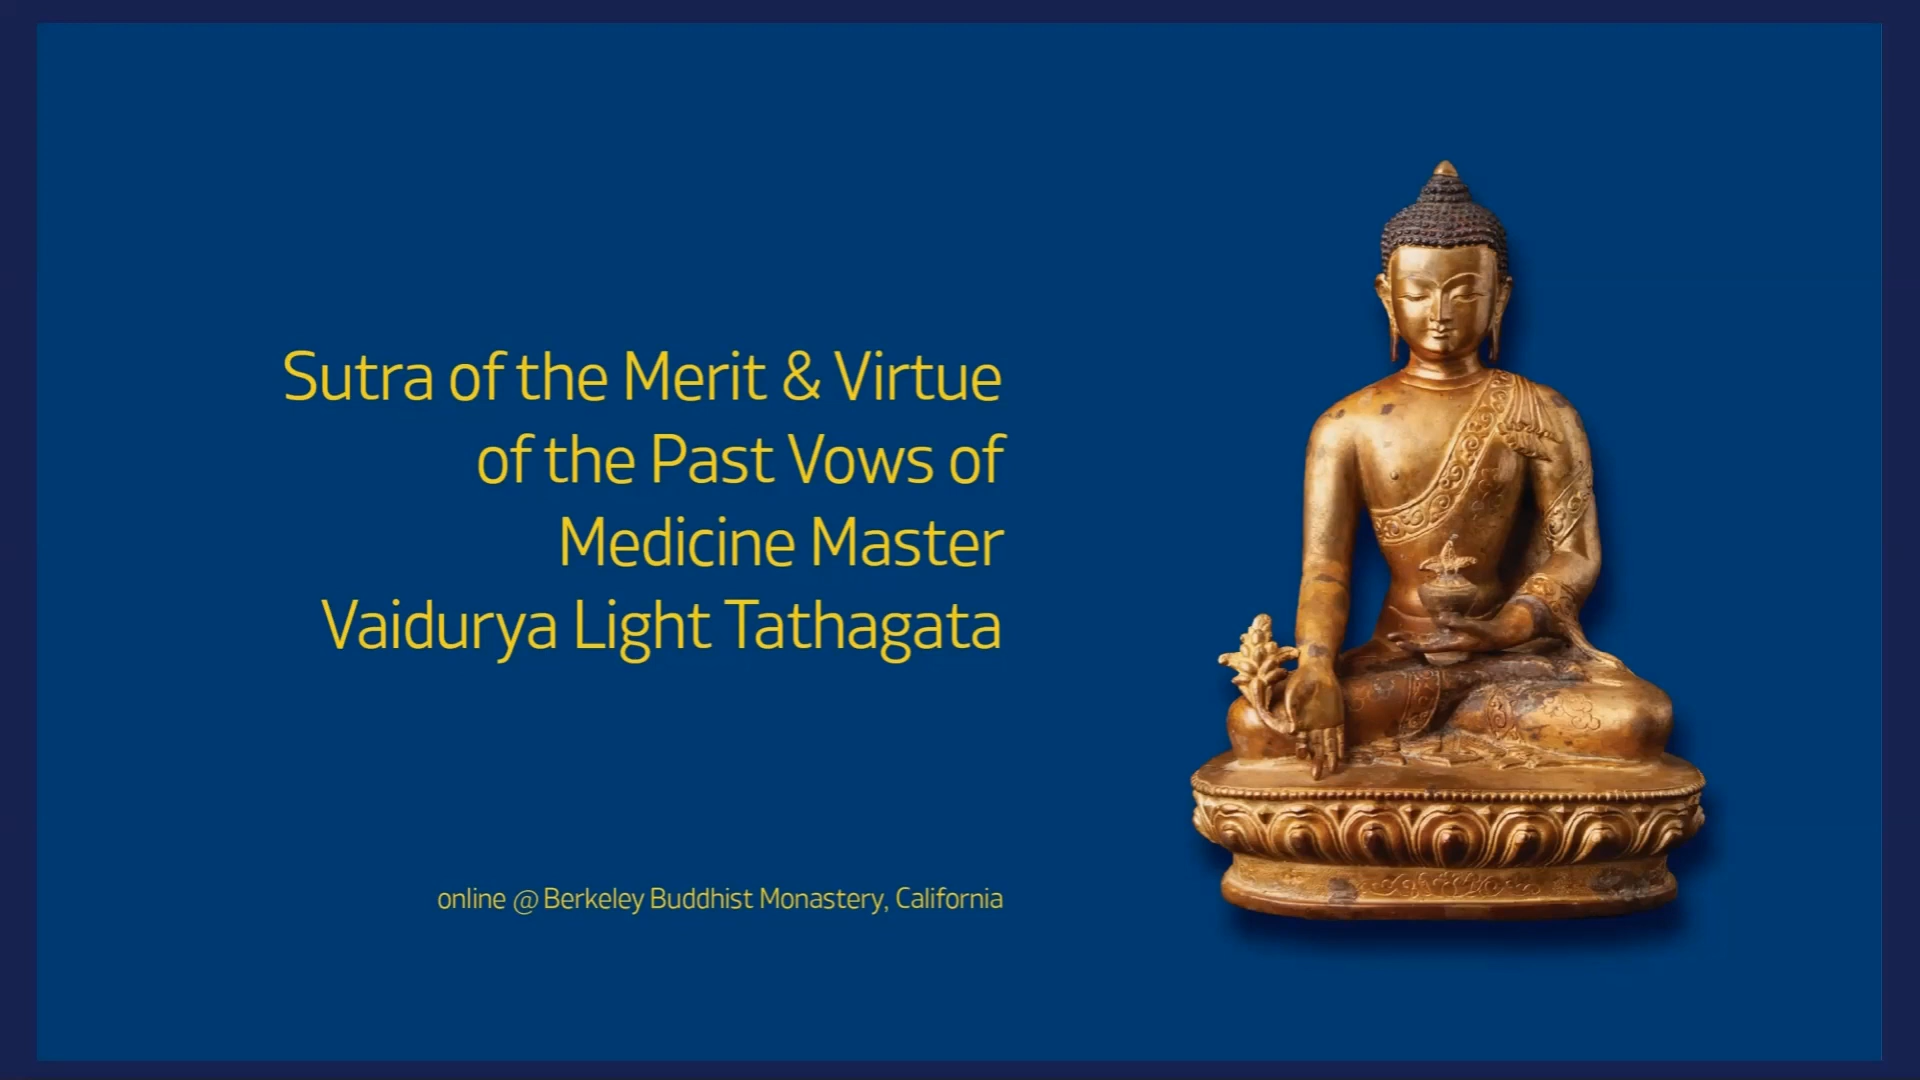 Sutra of the Merit & Virtue
of the Past Vows of
Medicine Master
Vaidurya Light Tathagata
online @ Berkeley Buddhist Monastery, California